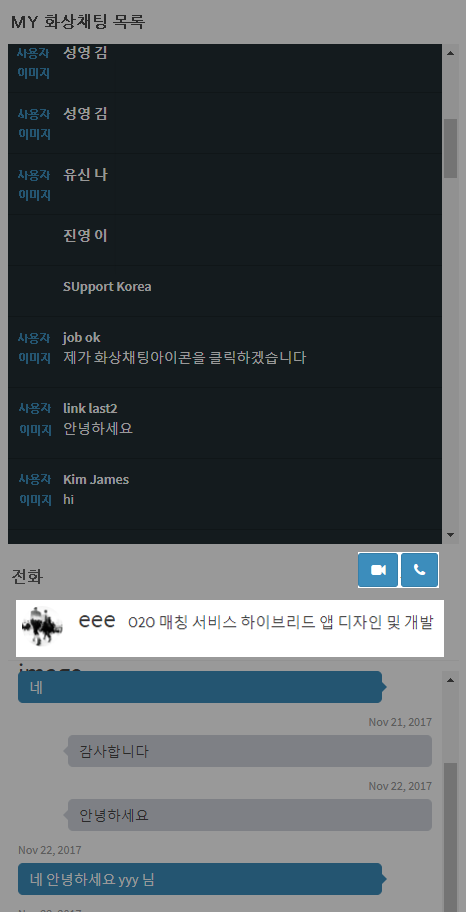 MY 화상채팅 목록
사용자 성영 김
이미지
사용자 성영 김
이미지
사용자 유신 나
이미지
진영 이
SUpport Korea
사용자 job ok
이미지 제가 화상채팅아이콘을 클릭하겠습니다
사용자 link last2
이미지 안녕하세요
사용자 Kim James
이미지 hi
전화
eee O2O 매칭 서비스 하이브리드 앱 디자인 및 개발
image
네
Nov 21, 2017
감사합니다
Nov 22, 2017
안녕하세요
Nov 22, 2017
네 안녕하세요 yyy 님